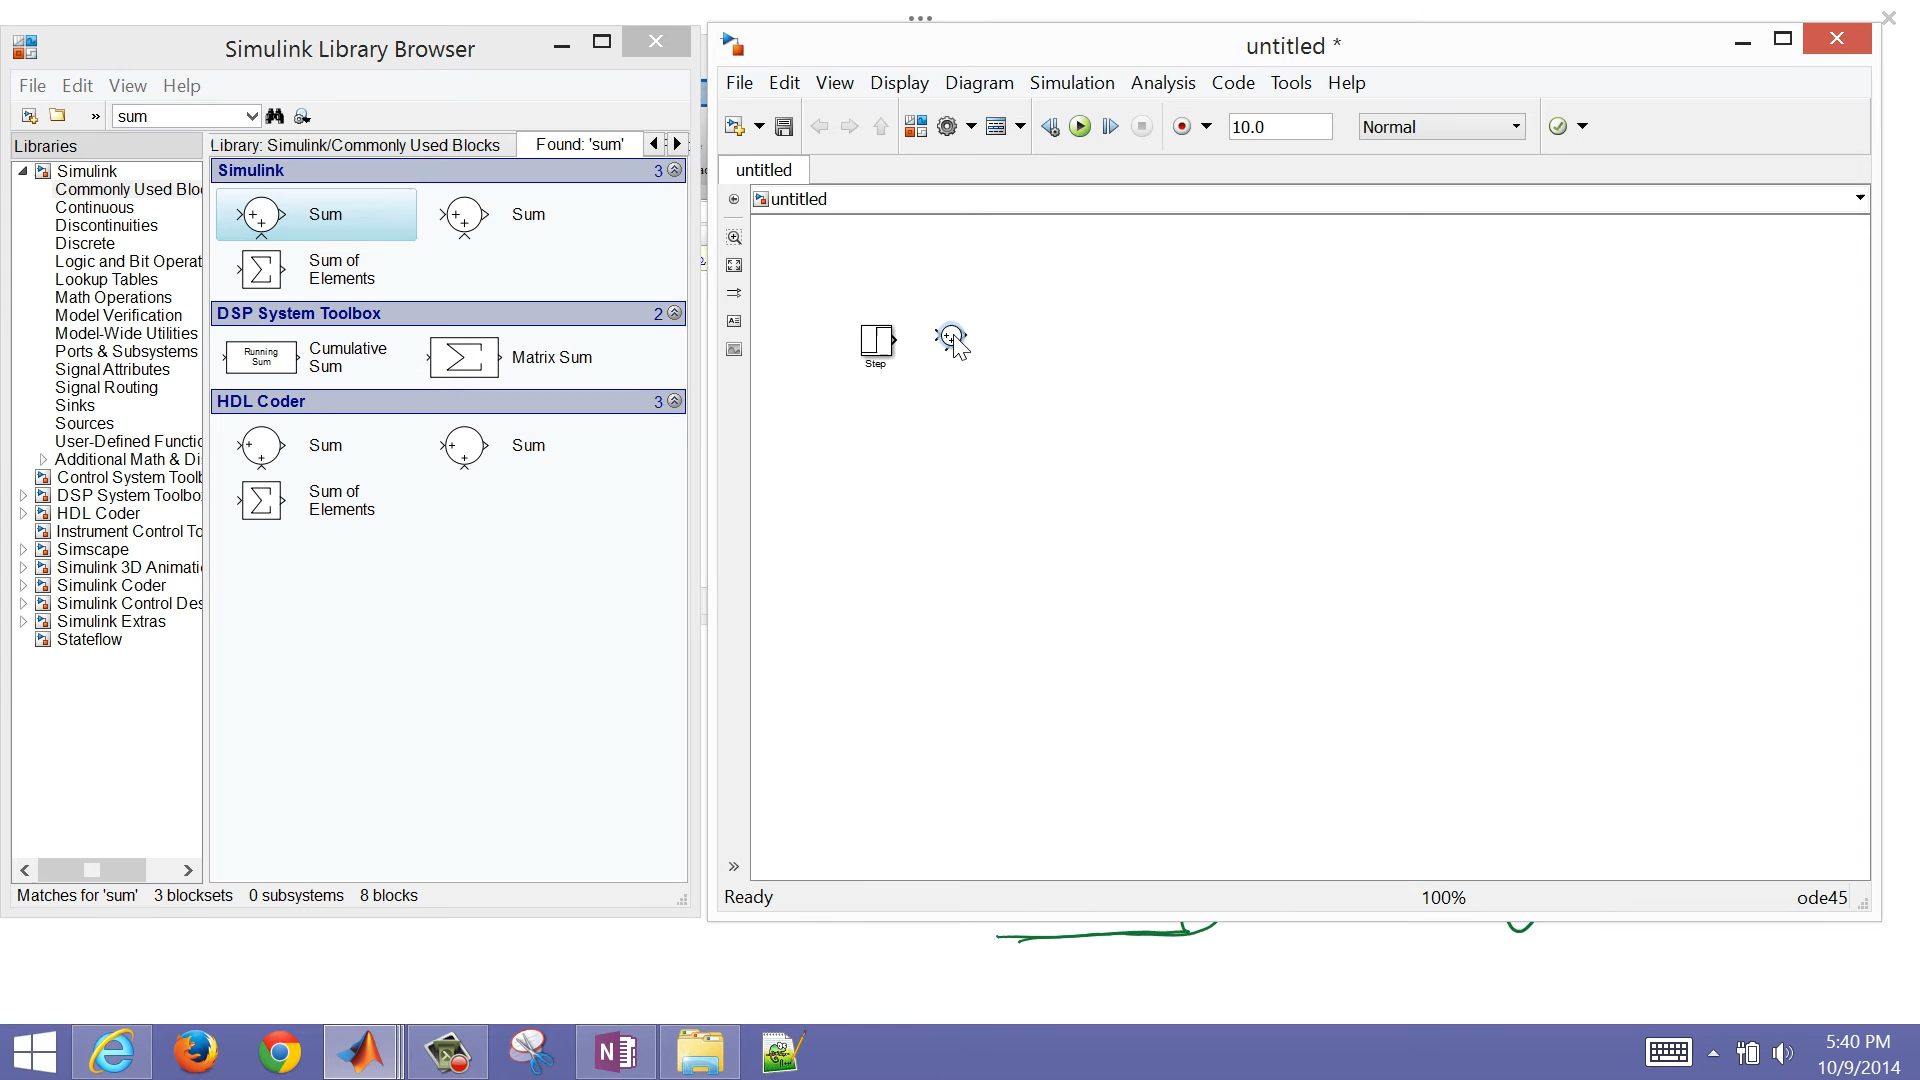 Simulink Library Browser
File Edit View Help
» sum
Libraries
Library: Simulink/Commonly Used Blocks Found: 'sum'
Simulink
Commonly Used Bloc
Continuous
Discontinuities
Discrete
Logic and Bit Operat
Lookup Tables
Math Operations
Model Verification
Model-Wide Utilities
Ports & Subsystems
Signal Attributes
Signal Routing
Sinks
Sources
User-Defined Functio
Additional Math & Di
Control System Toolb
DSP System Toolbo
HDL Coder
Instrument Control To
Simscape
Simulink 3D Animati
Simulink Coder
Simulink Control Des
Simulink Extras
Stateflow
Simulink 3
Sum Sum
Sum of
Elements
DSP System Toolbox 2
Running
Sum
Cumulative
Sum
Matrix Sum
HDL Coder 3
Sum Sum
Sum of
Elements
Matches for 'sum' 3 blocksets 0 subsystems 8 blocks
untitled *
File Edit View Display Diagram Simulation Analysis Code Tools Help
10.0 Normal
untitled
untitled
Step
Ready 100% ode45
5:40 PM
10/9/2014